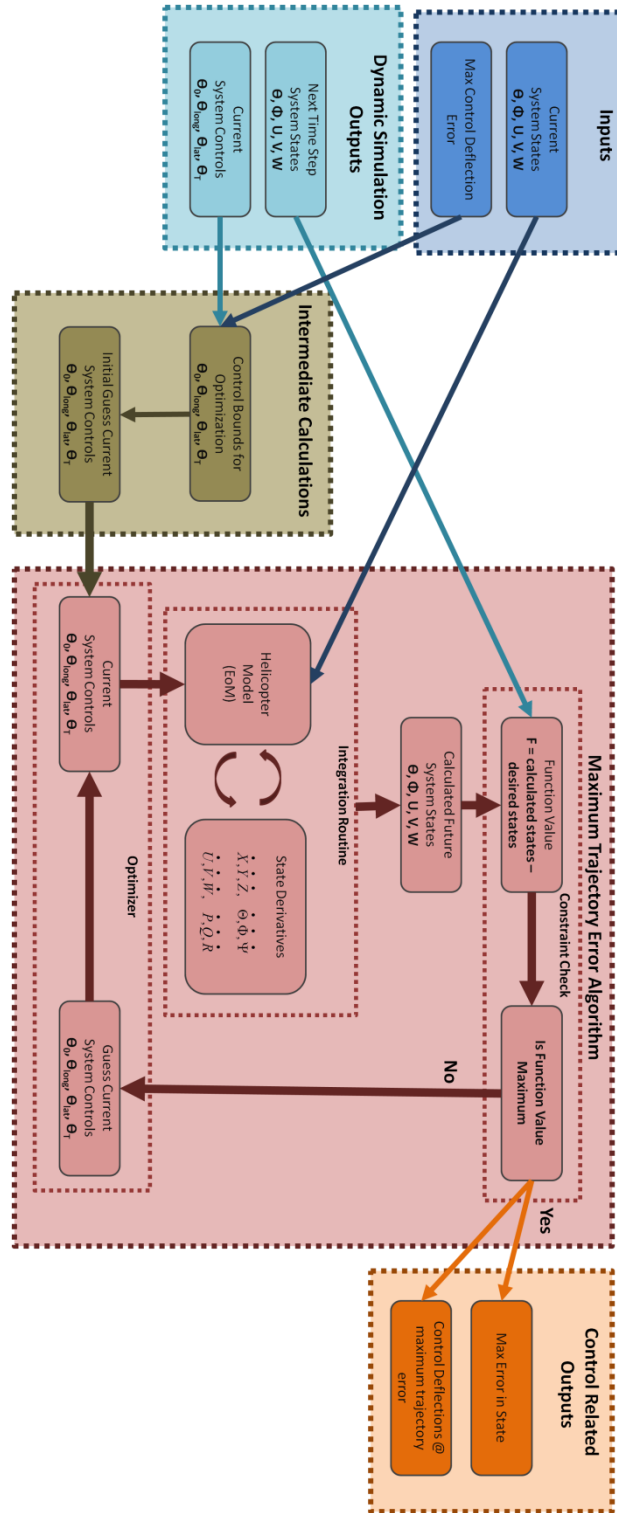 Inputs
Current
System States
Θ, Φ, U, V, W
Max Control Deflection
Error
Dynamic Simulation
Outputs
Next Time Step
System States
Θ, Φ, U, V, W
Current
System Controls
Θ₀, Θlong, Θlat, ΘT
Intermediate Calculations
Control Bounds for
Optimization
Θ₀, Θlong, Θlat, ΘT
Initial Guess Current
System Controls
Θ₀, Θlong, Θlat, ΘT
Maximum Trajectory Error Algorithm
Function Value
F = calculated states –
desired states
Constraint Check
Is Function Value
Maximum
Yes
No
Calculated Future
System States
Θ, Φ, U, V, W
Integration Routine
Helicopter
Model
(EoM)
State Derivatives
Ẋ, Ẏ, Ż, Θ̇, Φ̇, Ψ̇
U̇, V̇, Ẇ, Ṗ, Q̇, Ṙ
Optimizer
Current
System Controls
Θ₀, Θlong, Θlat, ΘT
Guess Current
System Controls
Θ₀, Θlong, Θlat, ΘT
Control Related
Outputs
Max Error in State
Control Deflections @
maximum trajectory
error